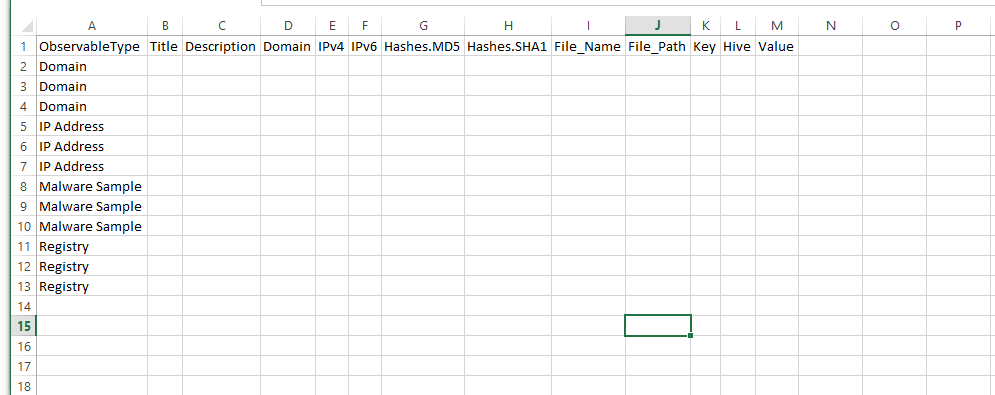 A B C D E F G H I J K L M N O P
1 ObservableType Title Description Domain IPv4 IPv6 Hashes.MD5 Hashes.SHA1 File_Name File_Path Key Hive Value
2 Domain
3 Domain
4 Domain
5 IP Address
6 IP Address
7 IP Address
8 Malware Sample
9 Malware Sample
10 Malware Sample
11 Registry
12 Registry
13 Registry
14
15
16
17
18